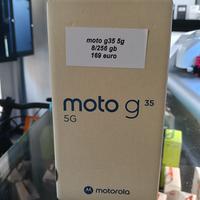 moto g35 5g
8/256 gb
169 euro
moto g 35
5G
motorola